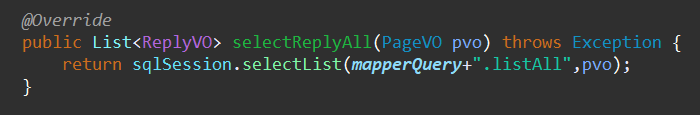 @Override
public List<ReplyVO> selectReplyAll(PageVO pvo) throws Exception {
    return sqlSession.selectList(mapperQuery+".listAll",pvo);
}